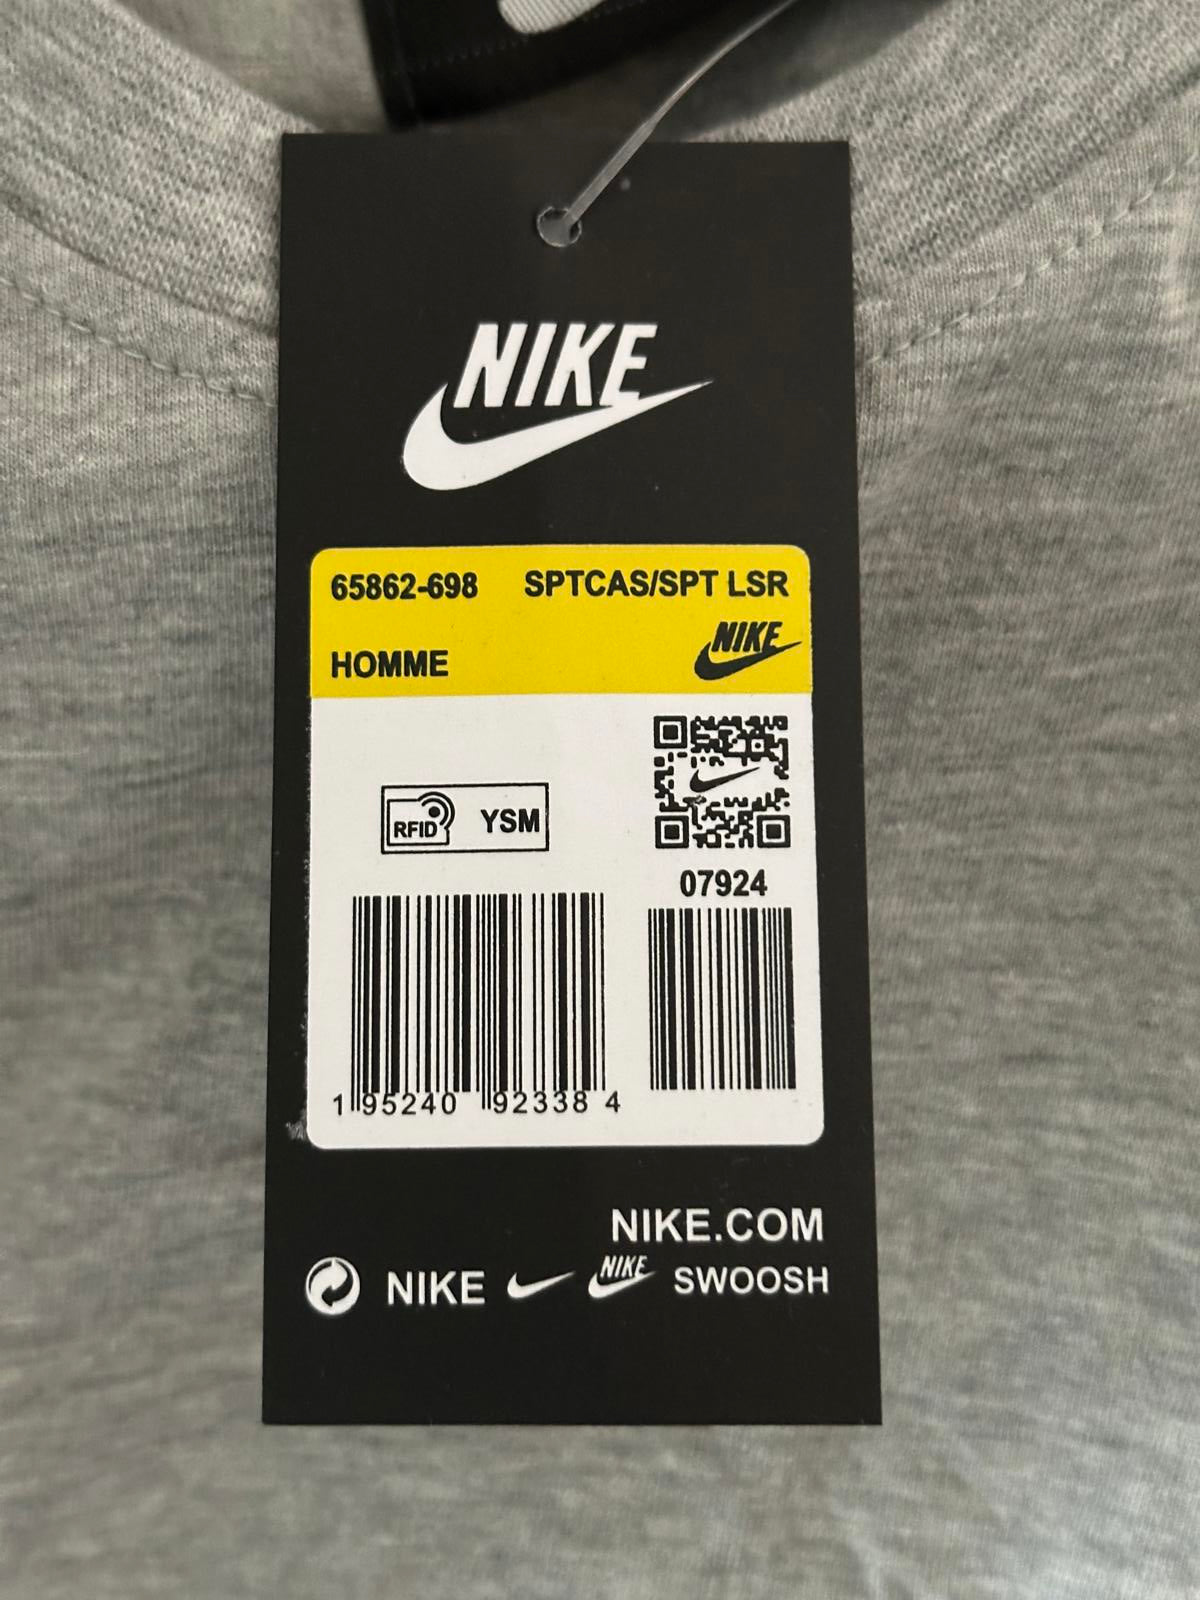 NIKE
65862-698 SPTCAS/SPT LSR
HOMME NIKE
RFID YSM
07924
1 95240 92338 4
NIKE.COM
NIKE NIKE SWOOSH